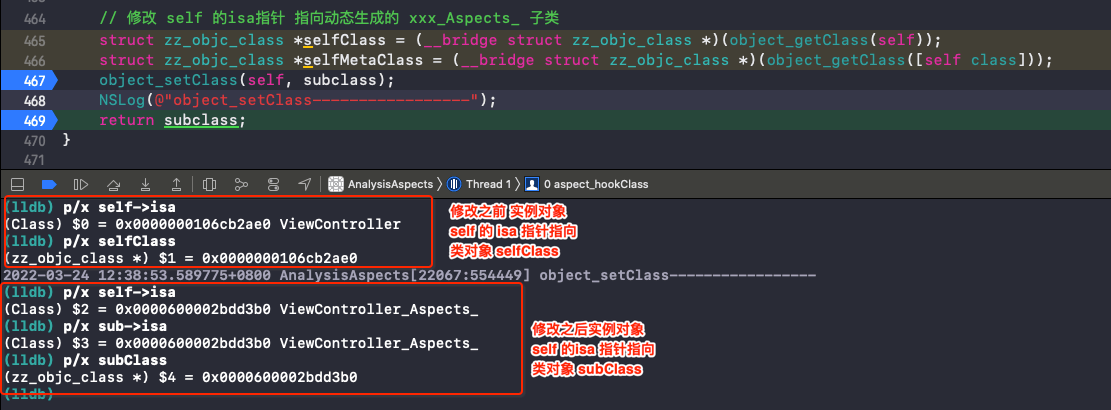 464 // 修改 self 的isa指针 指向动态生成的 xxx_Aspects_ 子类
465 struct zz_objc_class *selfClass = (__bridge struct zz_objc_class *)(object_getClass(self));
466 struct zz_objc_class *selfMetaClass = (__bridge struct zz_objc_class *)(object_getClass([self class]));
467 object_setClass(self, subclass);
468 NSLog(@"object_setClass-----------------");
469 return subclass;
470 }
471
AnalysisAspects 〉 Thread 1 〉 0 aspect_hookClass
(lldb) p/x self->isa
(Class) $0 = 0x0000000106cb2ae0 ViewController
(lldb) p/x selfClass
(zz_objc_class *) $1 = 0x0000000106cb2ae0
修改之前 实例对象
self 的 isa 指针指向
类对象 selfClass
2022-03-24 12:38:53.589775+0800 AnalysisAspects[22067:554449] object_setClass-----------------
(lldb) p/x self->isa
(Class) $2 = 0x0000600002bdd3b0 ViewController_Aspects_
(lldb) p/x sub->isa
(Class) $3 = 0x0000600002bdd3b0 ViewController_Aspects_
(lldb) p/x subClass
(zz_objc_class *) $4 = 0x0000600002bdd3b0
(lldb)
修改之后实例对象
self 的isa 指针指向
类对象 subClass